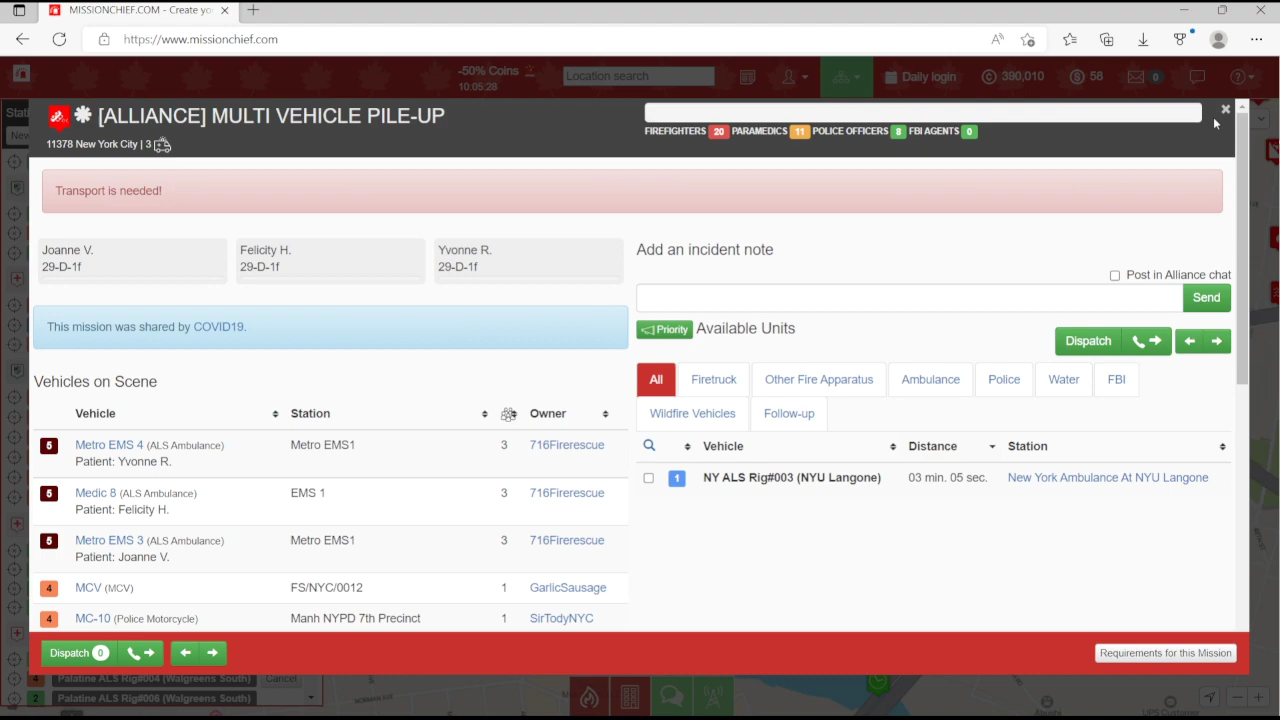 MISSIONCHIEF.COM - Create yo
https://www.missionchief.com
-50% Coins
10:05:28
Location search
Daily login
390,010
58
0
[ALLIANCE] MULTI VEHICLE PILE-UP
11378 New York City | 3
FIREFIGHTERS 20 PARAMEDICS 11 POLICE OFFICERS 8 FBI AGENTS 0
Transport is needed!
Joanne V.
29-D-1f
Felicity H.
29-D-1f
Yvonne R.
29-D-1f
This mission was shared by COVID19.
Add an incident note
Post in Alliance chat
Send
Priority Available Units
Dispatch
All Firetruck Other Fire Apparatus Ambulance Police Water FBI
Wildfire Vehicles Follow-up
Vehicle Distance Station
1 NY ALS Rig#003 (NYU Langone) 03 min. 05 sec. New York Ambulance At NYU Langone
Vehicles on Scene
Vehicle Station Owner
5 Metro EMS 4 (ALS Ambulance) Metro EMS1 3 716Firerescue
Patient: Yvonne R.
5 Medic 8 (ALS Ambulance) EMS 1 3 716Firerescue
Patient: Felicity H.
5 Metro EMS 3 (ALS Ambulance) Metro EMS1 3 716Firerescue
Patient: Joanne V.
4 MCV (MCV) FS/NYC/0012 1 GarlicSausage
4 MC-10 (Police Motorcycle) Manh NYPD 7th Precinct 1 SirTodyNYC
Dispatch 0
Requirements for this Mission
4 Palatine ALS Rig#004 (Walgreens South) Cancel
2 Palatine ALS Rig#006 (Walgreens South)
UPS Customer